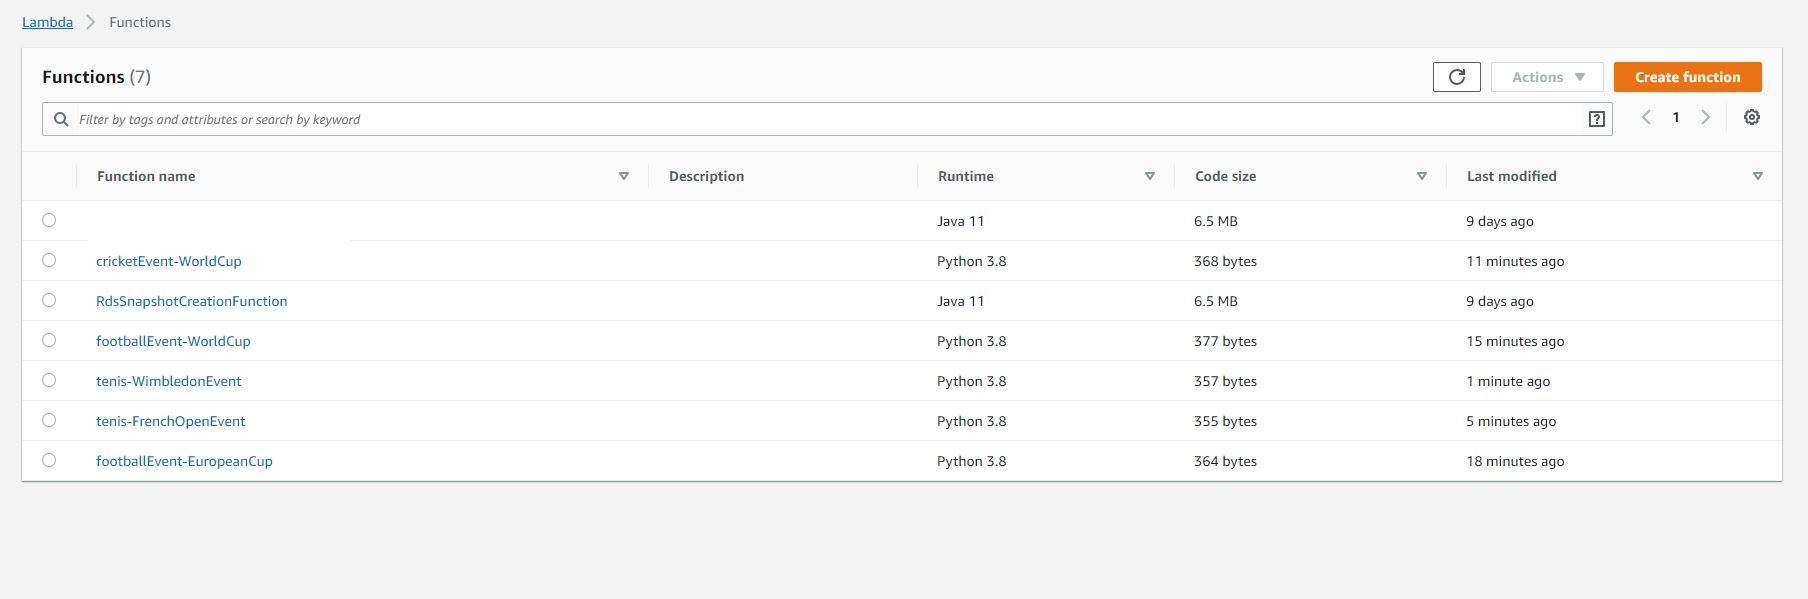 Lambda > Functions
Functions (7)
Actions
Create function
Filter by tags and attributes or search by keyword
?
1
Function name Description Runtime Code size Last modified
Java 11 6.5 MB 9 days ago
cricketEvent-WorldCup Python 3.8 368 bytes 11 minutes ago
RdsSnapshotCreationFunction Java 11 6.5 MB 9 days ago
footballEvent-WorldCup Python 3.8 377 bytes 15 minutes ago
tenis-WimbledonEvent Python 3.8 357 bytes 1 minute ago
tenis-FrenchOpenEvent Python 3.8 355 bytes 5 minutes ago
footballEvent-EuropeanCup Python 3.8 364 bytes 18 minutes ago